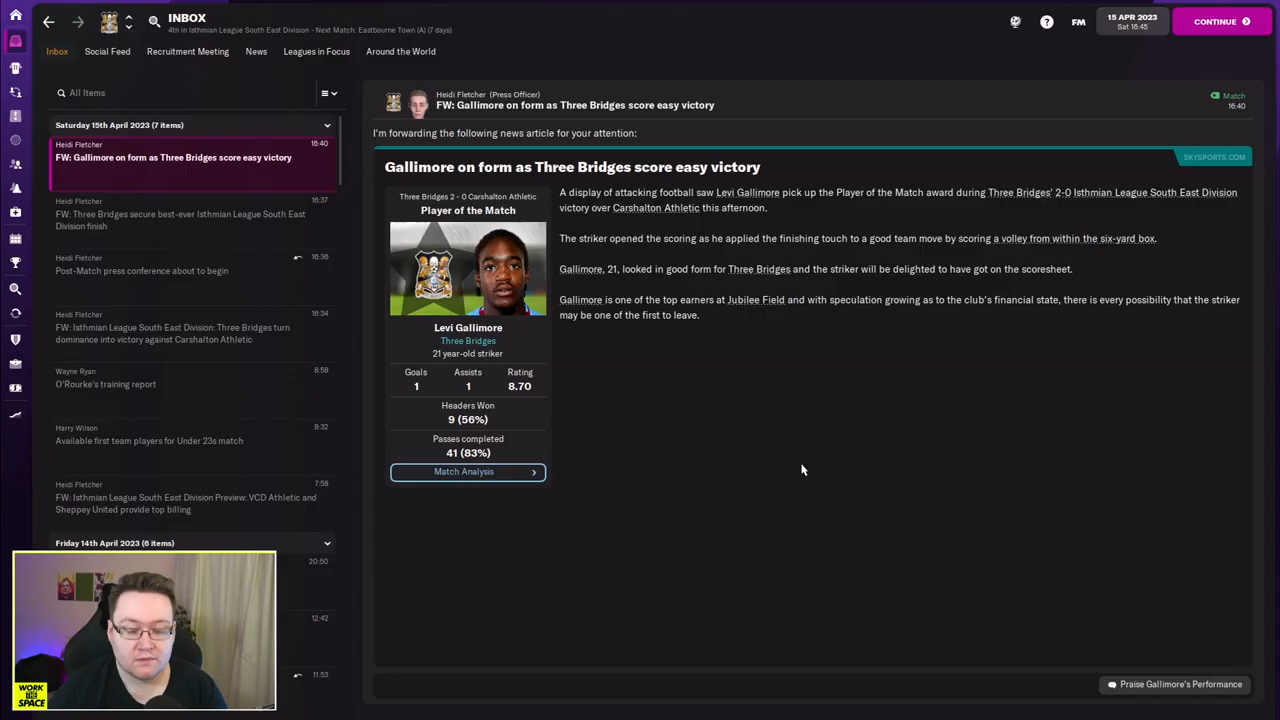 INBOX
4th in Isthmian League South East Division - Next Match: Eastbourne Town (A) (7 days)
FM
15 APR 2023
Sat 16:45
CONTINUE
Inbox
Social Feed
Recruitment Meeting
News
Leagues in Focus
Around the World
All Items
Saturday 15th April 2023 (7 items)
Heidi Fletcher
16:40
FW: Gallimore on form as Three Bridges score easy victory
Heidi Fletcher
16:37
FW: Three Bridges secure best-ever Isthmian League South East
Division finish
Heidi Fletcher
16:36
Post-Match press conference about to begin
Heidi Fletcher
16:34
FW: Isthmian League South East Division: Three Bridges turn
dominance into victory against Carshalton Athletic
Wayne Ryan
8:58
O'Rourke's training report
Harry Wilson
8:32
Available first team players for Under 23s match
Heidi Fletcher
7:58
FW: Isthmian League South East Division Preview: VCD Athletic and
Sheppey United provide top billing
Friday 14th April 2023 (6 items)
20:50
12:42
11:53
WORK
THE
SPACE
Heidi Fletcher (Press Officer)
FW: Gallimore on form as Three Bridges score easy victory
Match
16:40
I'm forwarding the following news article for your attention:
SKYSPORTS.COM
Gallimore on form as Three Bridges score easy victory
Three Bridges 2 - 0 Carshalton Athletic
Player of the Match
Levi Gallimore
Three Bridges
21 year-old striker
Goals Assists Rating
1 1 8.70
Headers Won
9 (56%)
Passes completed
41 (83%)
Match Analysis
A display of attacking football saw Levi Gallimore pick up the Player of the Match award during Three Bridges' 2-0 Isthmian League South East Division
victory over Carshalton Athletic this afternoon.
The striker opened the scoring as he applied the finishing touch to a good team move by scoring a volley from within the six-yard box.
Gallimore, 21, looked in good form for Three Bridges and the striker will be delighted to have got on the scoresheet.
Gallimore is one of the top earners at Jubilee Field and with speculation growing as to the club's financial state, there is every possibility that the striker
may be one of the first to leave.
Praise Gallimore's Performance